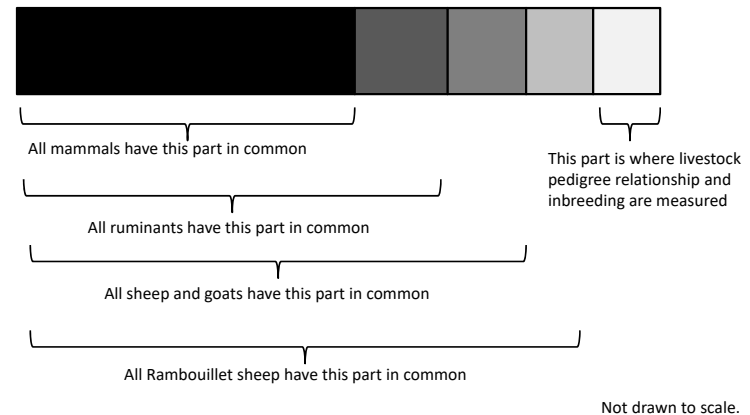 All mammals have this part in common
This part is where livestock
pedigree relationship and
inbreeding are measured
All ruminants have this part in common
All sheep and goats have this part in common
All Rambouillet sheep have this part in common
Not drawn to scale.